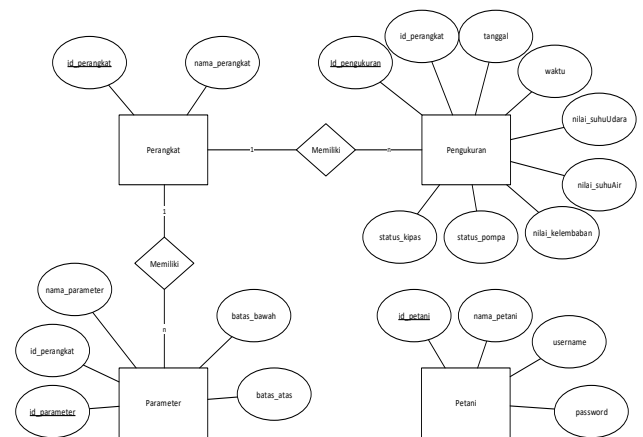 id_perangkat
nama_perangkat
Perangkat
1
Memiliki
n
Id_pengukuran
id_perangkat
tanggal
waktu
nilai_suhuUdara
nilai_suhuAir
nilai_kelembaban
status_pompa
status_kipas
Pengukuran
1
Memiliki
n
nama_parameter
id_perangkat
id_parameter
batas_bawah
batas_atas
Parameter
id_petani
nama_petani
username
password
Petani